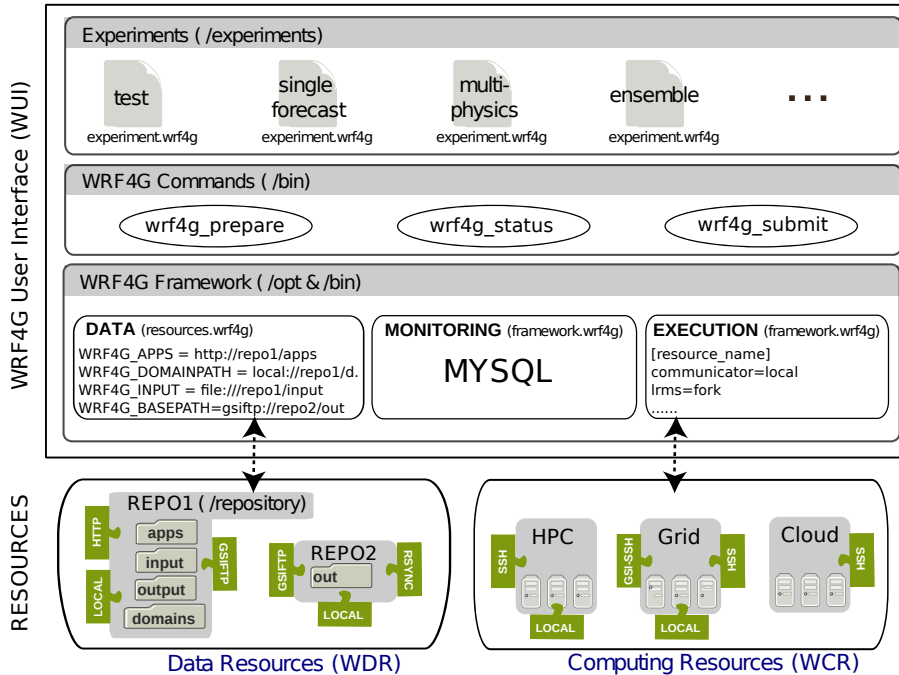 WRF4G User Interface (WUI)
Experiments ( /experiments)
test
experiment.wrf4g
single
forecast
experiment.wrf4g
multi-
physics
experiment.wrf4g
ensemble
experiment.wrf4g
...
WRF4G Commands ( /bin)
wrf4g_prepare
wrf4g_status
wrf4g_submit
WRF4G Framework ( /opt & /bin)
DATA (resources.wrf4g)
WRF4G_APPS = http://repo1/apps
WRF4G_DOMAINPATH = local://repo1/d.
WRF4G_INPUT = file:///repo1/input
WRF4G_BASEPATH=gsiftp://repo2/out
MONITORING (framework.wrf4g)
MYSQL
EXECUTION (framework.wrf4g)
[resource_name]
communicator=local
lrms=fork
......
RESOURCES
REPO1 ( /repository)
HTTP
LOCAL
apps
input
output
domains
GSIFTP
REPO2
GSIFTP
out
RSYNC
LOCAL
Data Resources (WDR)
HPC
SSH
LOCAL
Grid
GSI-SSH
SSH
LOCAL
Cloud
SSH
Computing Resources (WCR)